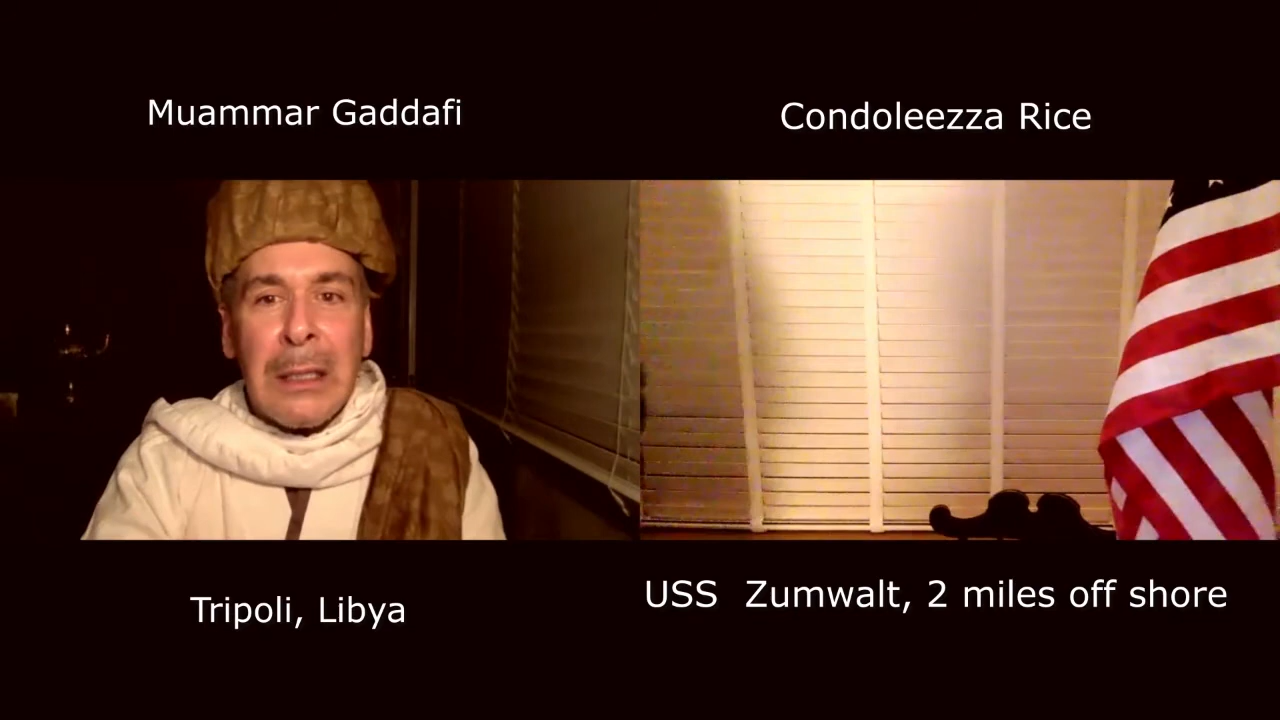 Muammar Gaddafi
Condoleezza Rice
Tripoli, Libya
USS Zumwalt, 2 miles off shore